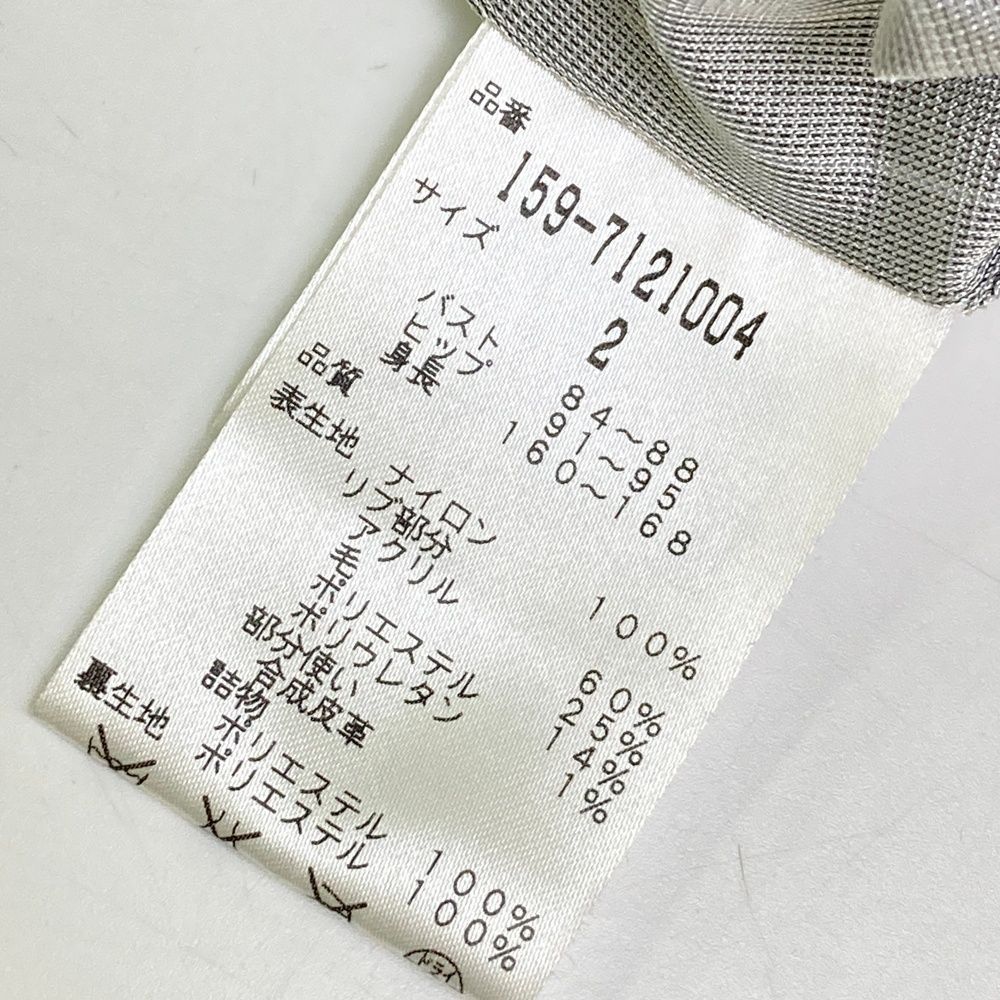 品番
159-7121004
サイズ 2
バスト 84～88
ヒップ 91～95
身長 160～168
品質
表生地 ナイロン 100%
リブ部分
アクリル 60%
毛 25%
ポリエステル 14%
ポリウレタン 1%
部分使い
合成皮革
詰物
ポリエステル 100%
裏生地 ポリエステル 100%
ドライ